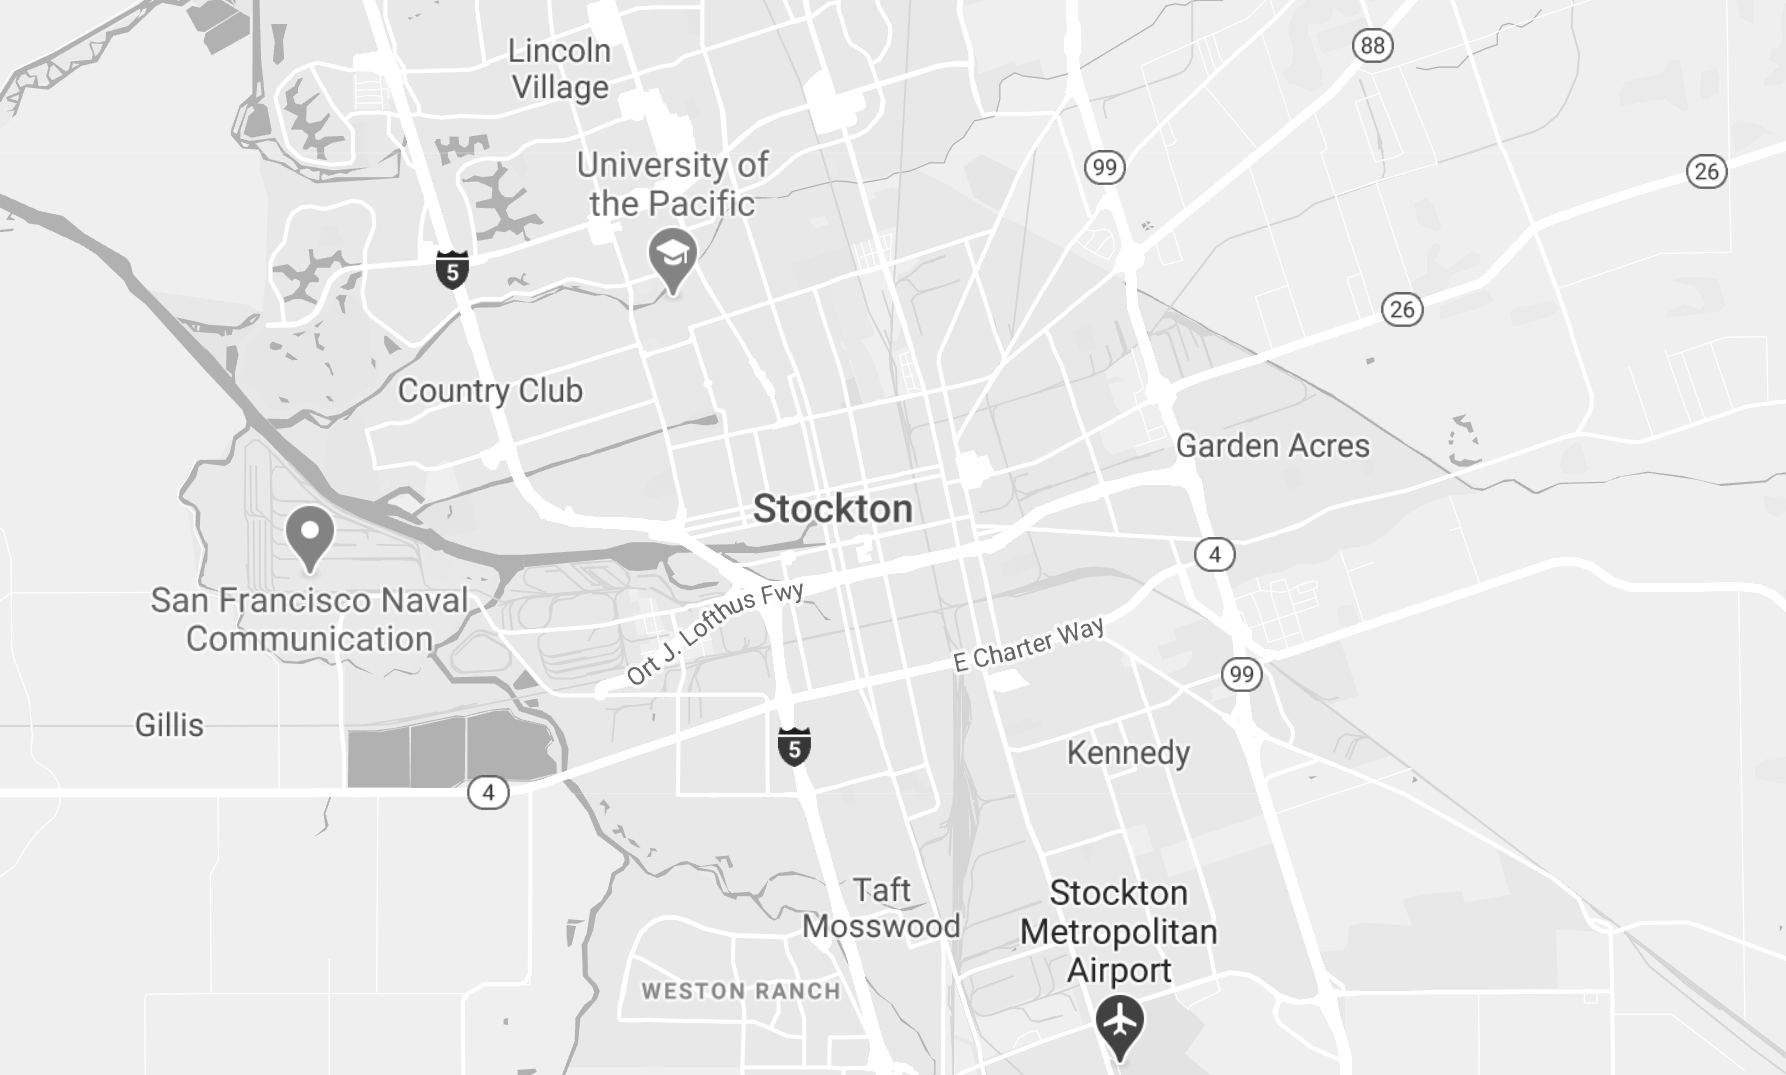 88
Lincoln
Village
University of
the Pacific
99
26
5
26
Country Club
Garden Acres
Stockton
4
San Francisco Naval
Communication
Ort J. Lofthus Fwy
E Charter Way
99
Gillis
5
Kennedy
4
Taft
Mosswood
Stockton
Metropolitan
Airport
WESTON RANCH